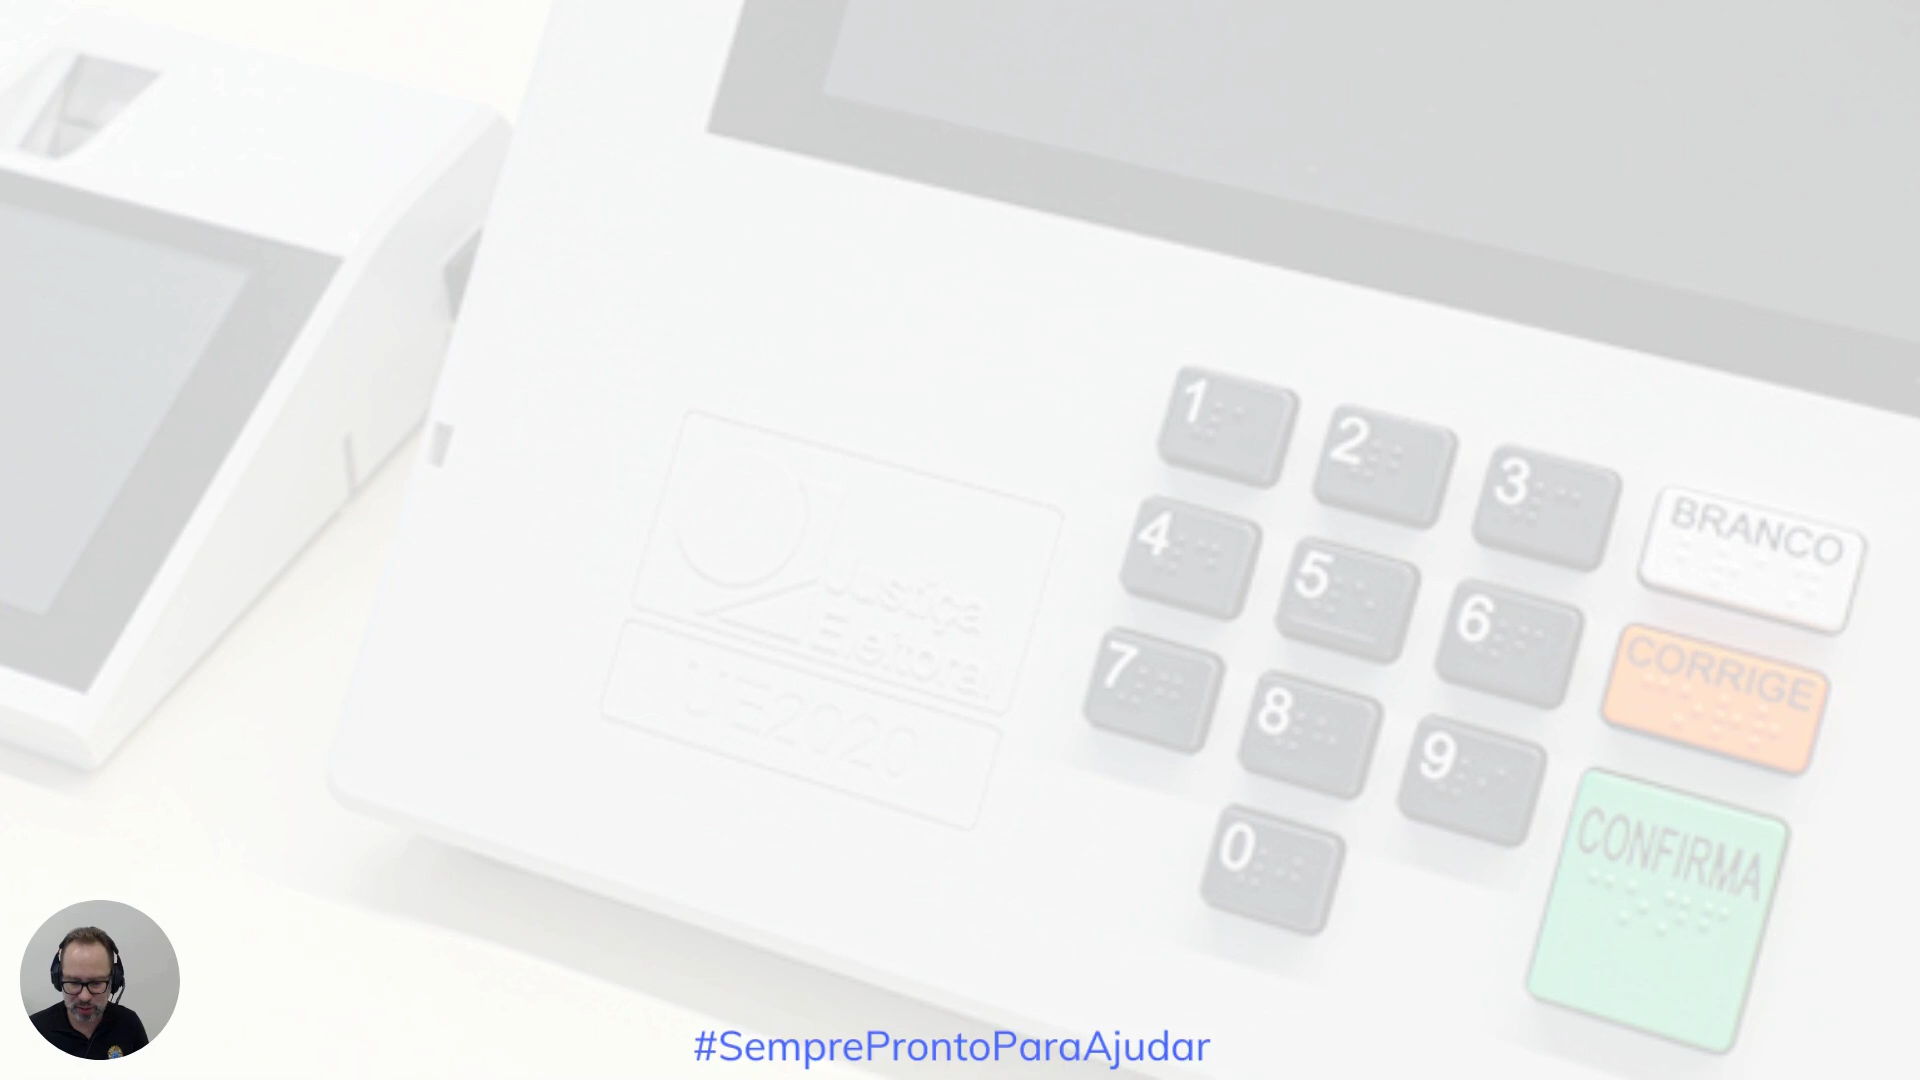 1
2
3
BRANCO
4
5
6
CORRIGE
7
8
9
CONFIRMA
0
Justiça
Eleitoral
UE2020
#SempreProntoParaAjudar